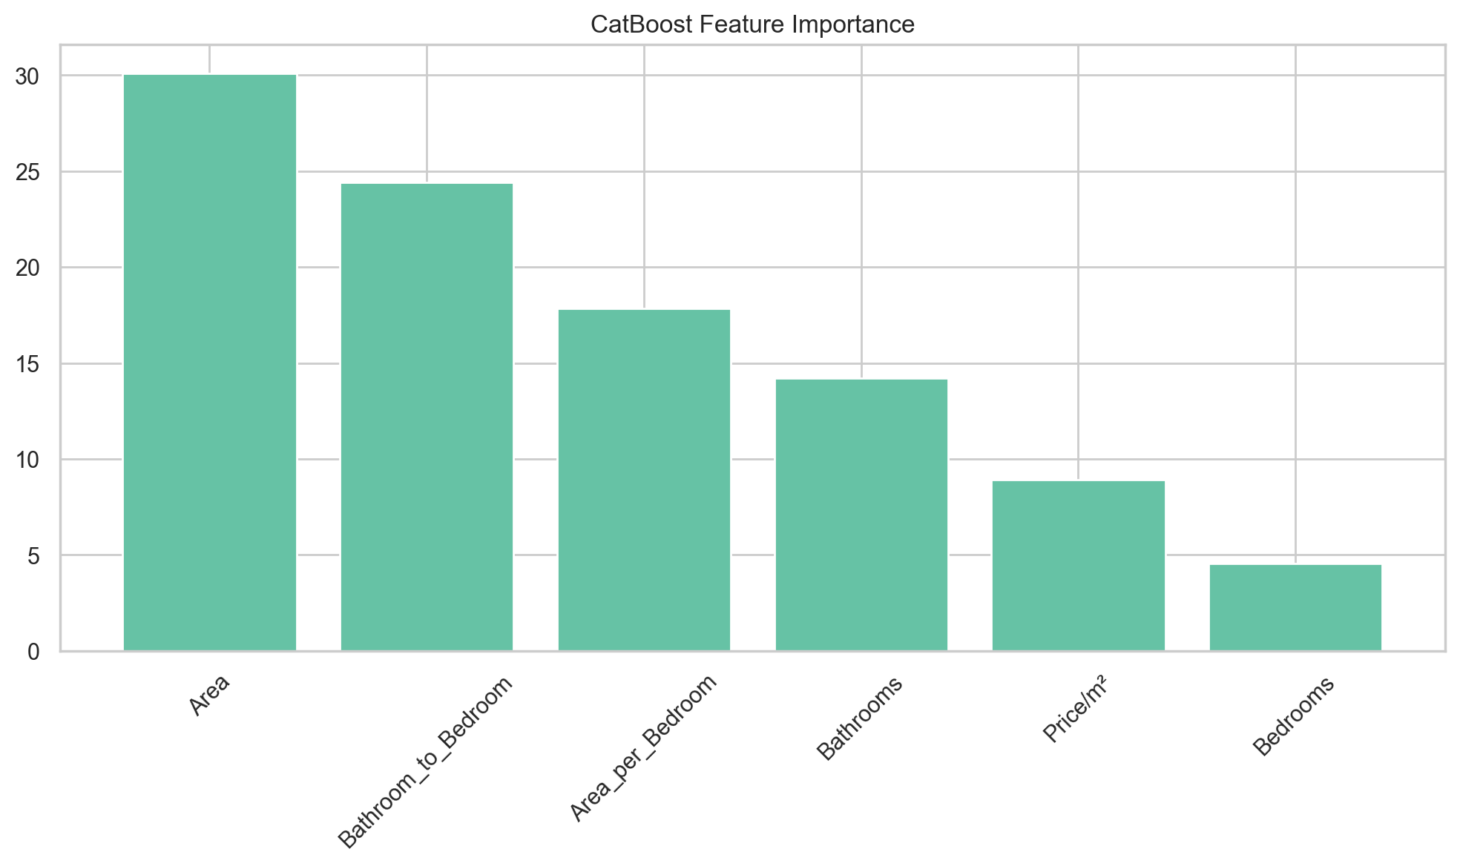 CatBoost Feature Importance
30
25
20
15
10
5
0
Area
Bathroom_to_Bedroom
Area_per_Bedroom
Bathrooms
Price/m²
Bedrooms